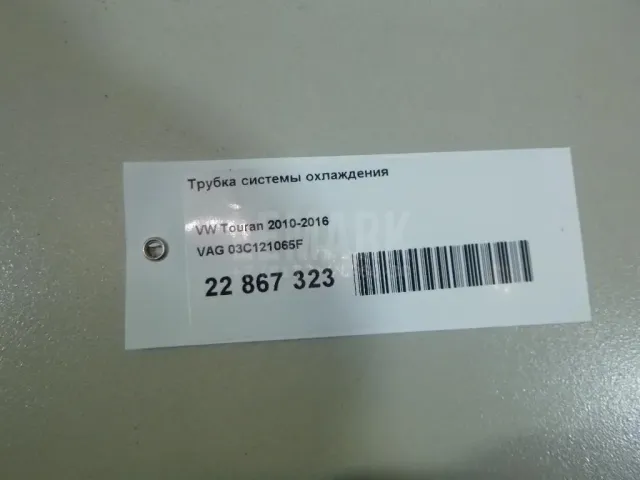 Трубка системы охлаждения
VW Touran 2010-2016
VAG 03C121065F
22 867 323